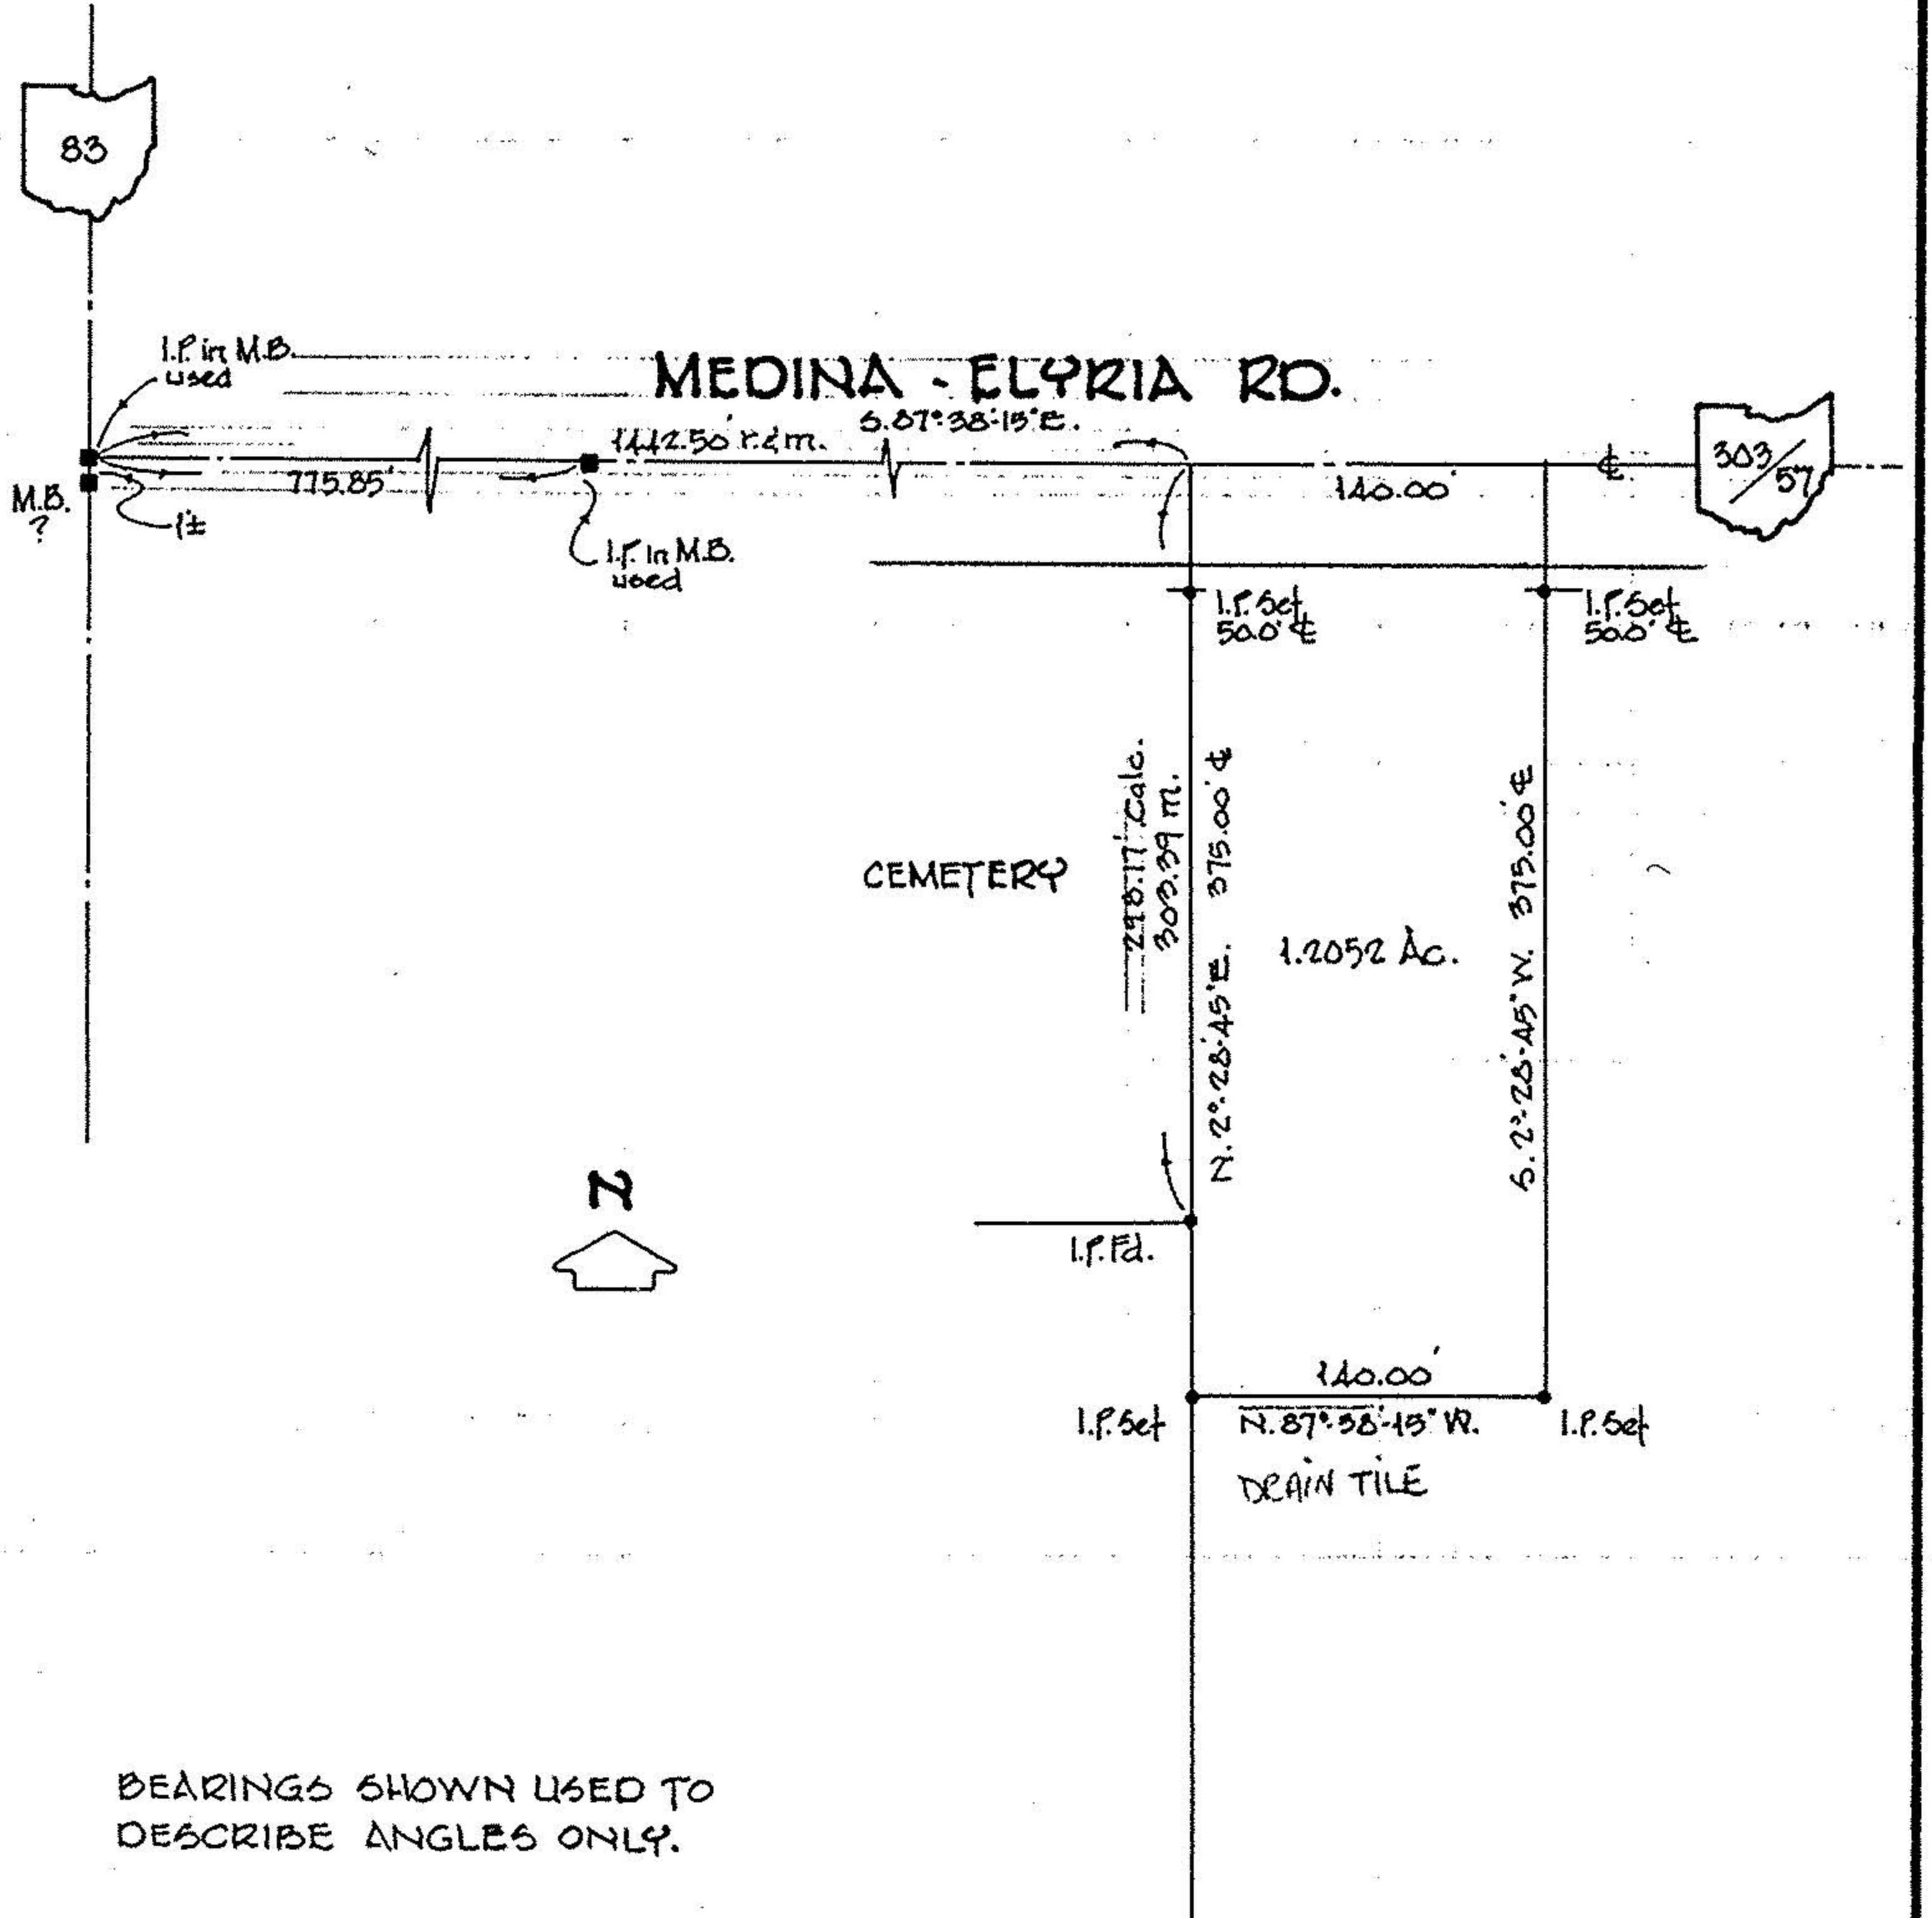 83
I.P. in M.B.
used
MEDINA - ELYRIA RD.
S.87°-38'-15"E.
1442.50' r.&m.
775.85'
M.B.
?
1'±
I.P. in M.B.
used
140.00'
℄
303/57
I.P. Set
50.0' ℄
I.P. Set
50.0' ℄
298.17' Calc.
303.39 m.
N. 2°-28'-45"E. 375.00' ℄
S. 2°-28'-45"W. 375.00' ℄
CEMETERY
1.2052 Ac.
N
I.P. Fd.
140.00'
I.P. Set
N. 87°-38'-15" W.
I.P. Set
DRAIN TILE
BEARINGS SHOWN USED TO
DESCRIBE ANGLES ONLY.